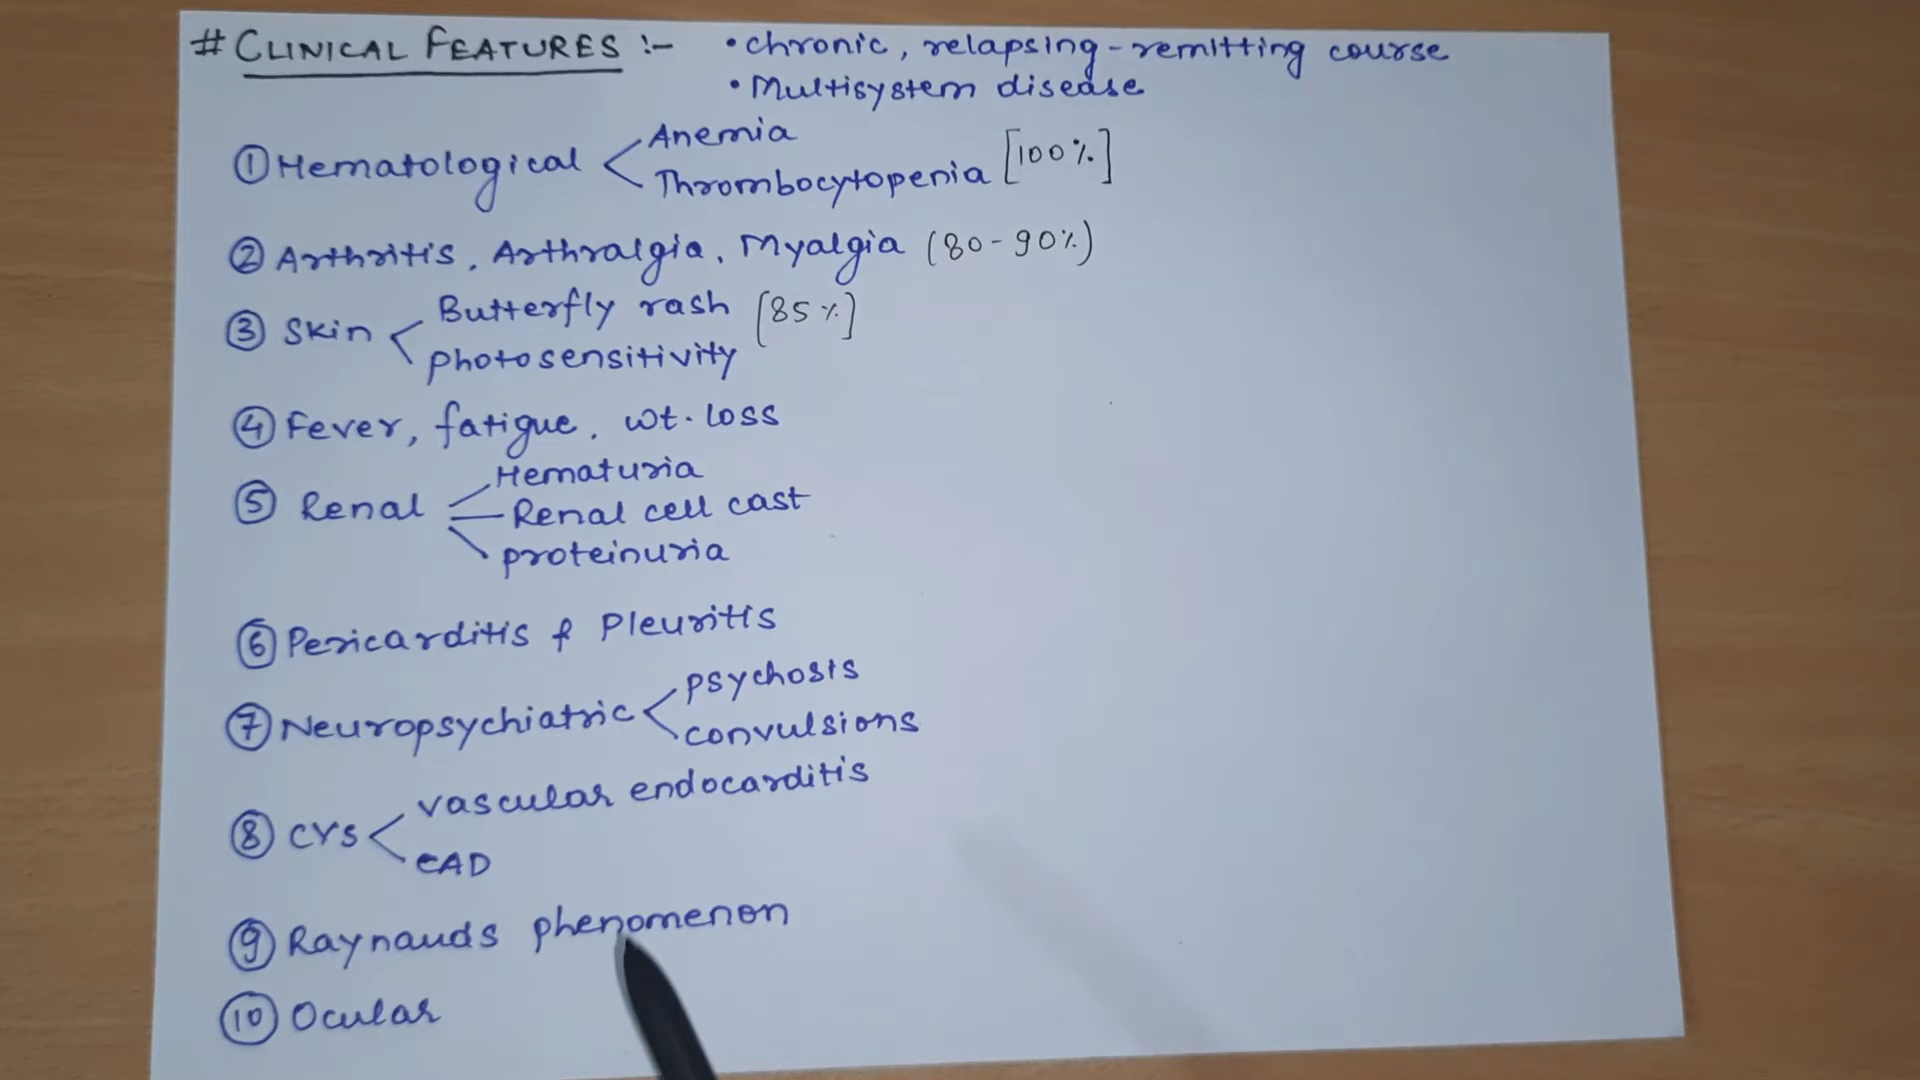 # CLINICAL FEATURES :- • chronic, relapsing-remitting course
• Multisystem disease
① Hematological < Anemia
Thrombocytopenia [100%]
② Arthritis, Arthralgia, Myalgia (80-90%)
③ Skin < Butterfly rash [85%]
photosensitivity
④ Fever, fatigue, wt. loss
⑤ Renal Hematuria
Renal cell cast
proteinuria
⑥ Pericarditis & Pleuritis
⑦ Neuropsychiatric < psychosis
convulsions
⑧ CVS < vascular endocarditis
CAD
⑨ Raynauds phenomenon
⑩ Ocular